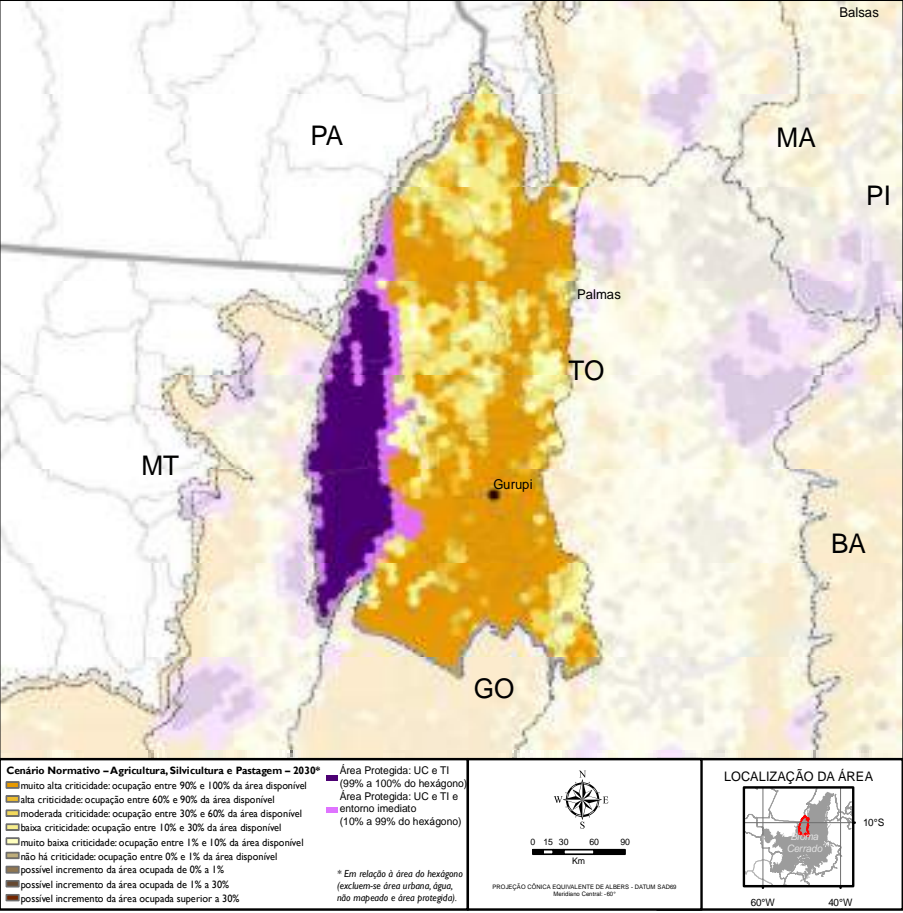 Balsas
PA
MA
PI
Palmas
TO
MT
Gurupi
BA
GO
Cenário Normativo – Agricultura, Silvicultura e Pastagem – 2030*
muito alta criticidade: ocupação entre 90% e 100% da área disponível
alta criticidade: ocupação entre 60% e 90% da área disponível
moderada criticidade: ocupação entre 30% e 60% da área disponível
baixa criticidade: ocupação entre 10% e 30% da área disponível
muito baixa criticidade: ocupação entre 1% e 10% da área disponível
não há criticidade: ocupação entre 0% e 1% da área disponível
possível incremento da área ocupada de 0% a 1%
possível incremento da área ocupada de 1% a 30%
possível incremento da área ocupada superior a 30%
Área Protegida: UC e TI
(99% a 100% do hexágono)
Área Protegida: UC e TI e
entorno imediato
(10% a 99% do hexágono)
* Em relação à área do hexágono
(excluem-se área urbana, água,
não mapeado e área protegida).
N
W E
S
0 15 30 60 90
Km
PROJEÇÃO CÔNICA EQUIVALENTE DE ALBERS - DATUM SAD69
Meridiano Central: -60°
LOCALIZAÇÃO DA ÁREA
10°S
Bioma
Cerrado
60°W 40°W